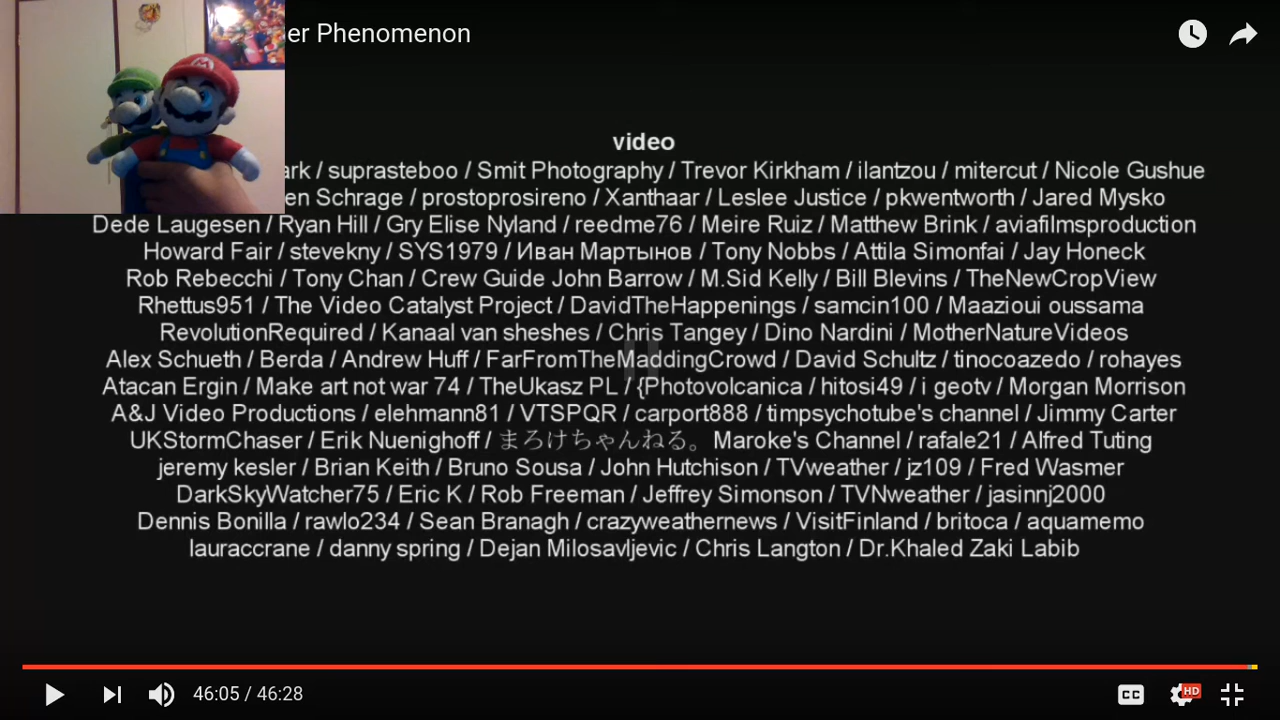 er Phenomenon
video
ark / suprasteboo / Smit Photography / Trevor Kirkham / ilantzou / mitercut / Nicole Gushue
en Schrage / prostoprosireno / Xanthaar / Leslee Justice / pkwentworth / Jared Mysko
Dede Laugesen / Ryan Hill / Gry Elise Nyland / reedme76 / Meire Ruiz / Matthew Brink / aviafilmsproduction
Howard Fair / stevekny / SYS1979 / Иван Мартынов / Tony Nobbs / Attila Simonfai / Jay Honeck
Rob Rebecchi / Tony Chan / Crew Guide John Barrow / M.Sid Kelly / Bill Blevins / TheNewCropView
Rhettus951 / The Video Catalyst Project / DavidTheHappenings / samcin100 / Maazioui oussama
RevolutionRequired / Kanaal van sheshes / Chris Tangey / Dino Nardini / MotherNatureVideos
Alex Schueth / Berda / Andrew Huff / FarFromTheMaddingCrowd / David Schultz / tinocoazedo / rohayes
Atacan Ergin / Make art not war 74 / TheUkasz PL / {Photovolcanica / hitosi49 / i geotv / Morgan Morrison
A&J Video Productions / elehmann81 / VTSPQR / carport888 / timpsychotube's channel / Jimmy Carter
UKStormChaser / Erik Nuenighoff / まろけちゃんねる。 Maroke's Channel / rafale21 / Alfred Tuting
jeremy kesler / Brian Keith / Bruno Sousa / John Hutchison / TVweather / jz109 / Fred Wasmer
DarkSkyWatcher75 / Eric K / Rob Freeman / Jeffrey Simonson / TVNweather / jasinnj2000
Dennis Bonilla / rawlo234 / Sean Branagh / crazyweathernews / VisitFinland / britoca / aquamemo
lauraccrane / danny spring / Dejan Milosavljevic / Chris Langton / Dr.Khaled Zaki Labib
46:05 / 46:28
CC
HD